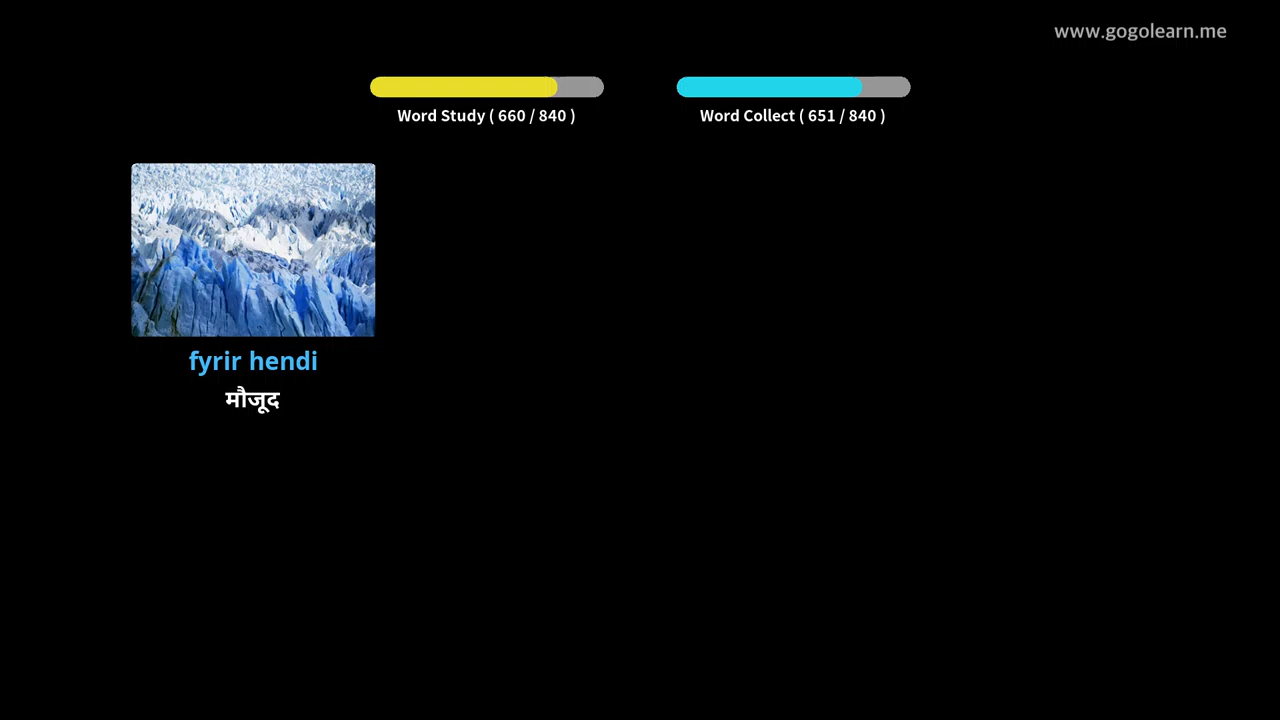 www.gogolearn.me
Word Study ( 660 / 840 )
Word Collect ( 651 / 840 )
fyrir hendi
मौजूद